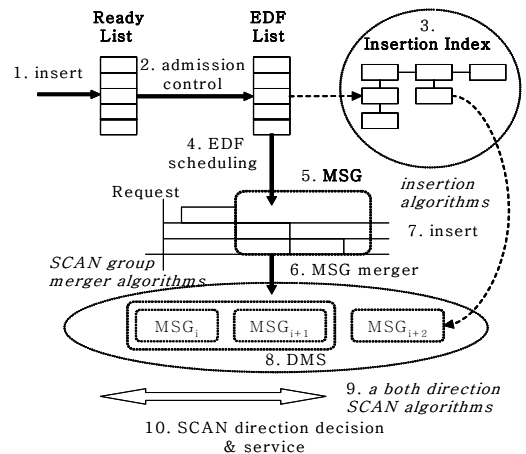 Ready
List
EDF
List
3.
Insertion Index
1. insert
2. admission
control
4. EDF
scheduling
5. MSG
Request
insertion
algorithms
7. insert
SCAN group
merger algorithms
6. MSG merger
MSGi
MSGi+1
MSGi+2
8. DMS
9. a both direction
SCAN algorithms
10. SCAN direction decision
& service